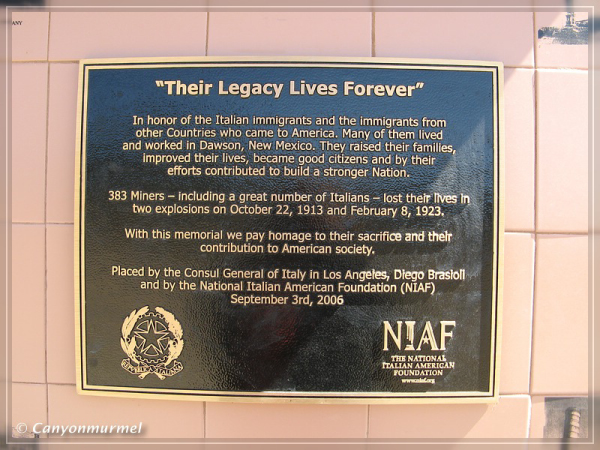 ANY
“Their Legacy Lives Forever”
In honor of the Italian immigrants and the immigrants from
other Countries who came to America. Many of them lived
and worked in Dawson, New Mexico. They raised their families,
improved their lives, became good citizens and by their
efforts contributed to build a stronger Nation.
383 Miners – including a great number of Italians – lost their lives in
two explosions on October 22, 1913 and February 8, 1923.
With this memorial we pay homage to their sacrifice and their
contribution to American society.
Placed by the Consul General of Italy in Los Angeles, Diego Brasioli
and by the National Italian American Foundation (NIAF)
September 3rd, 2006
REPVBBLICA ITALIANA
NIAF
THE NATIONAL
ITALIAN AMERICAN
FOUNDATION
www.niaf.org
© Canyonmurmel